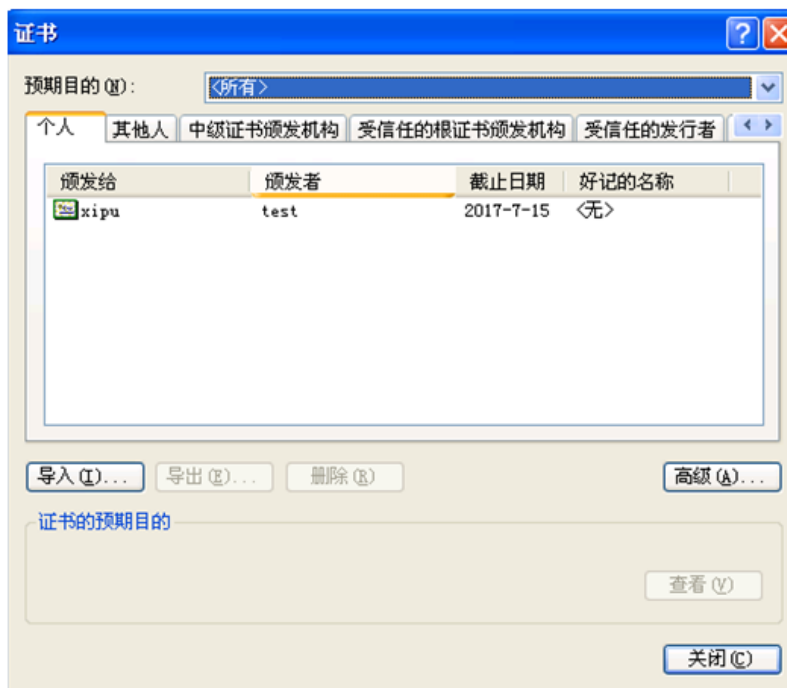 证书
预期目的(N): <所有>
个人 其他人 中级证书颁发机构 受信任的根证书颁发机构 受信任的发行者
颁发给 颁发者 截止日期 好记的名称
xipu test 2017-7-15 <无>
导入(I)... 导出(E)... 删除(R) 高级(A)...
证书的预期目的
查看(V)
关闭(C)